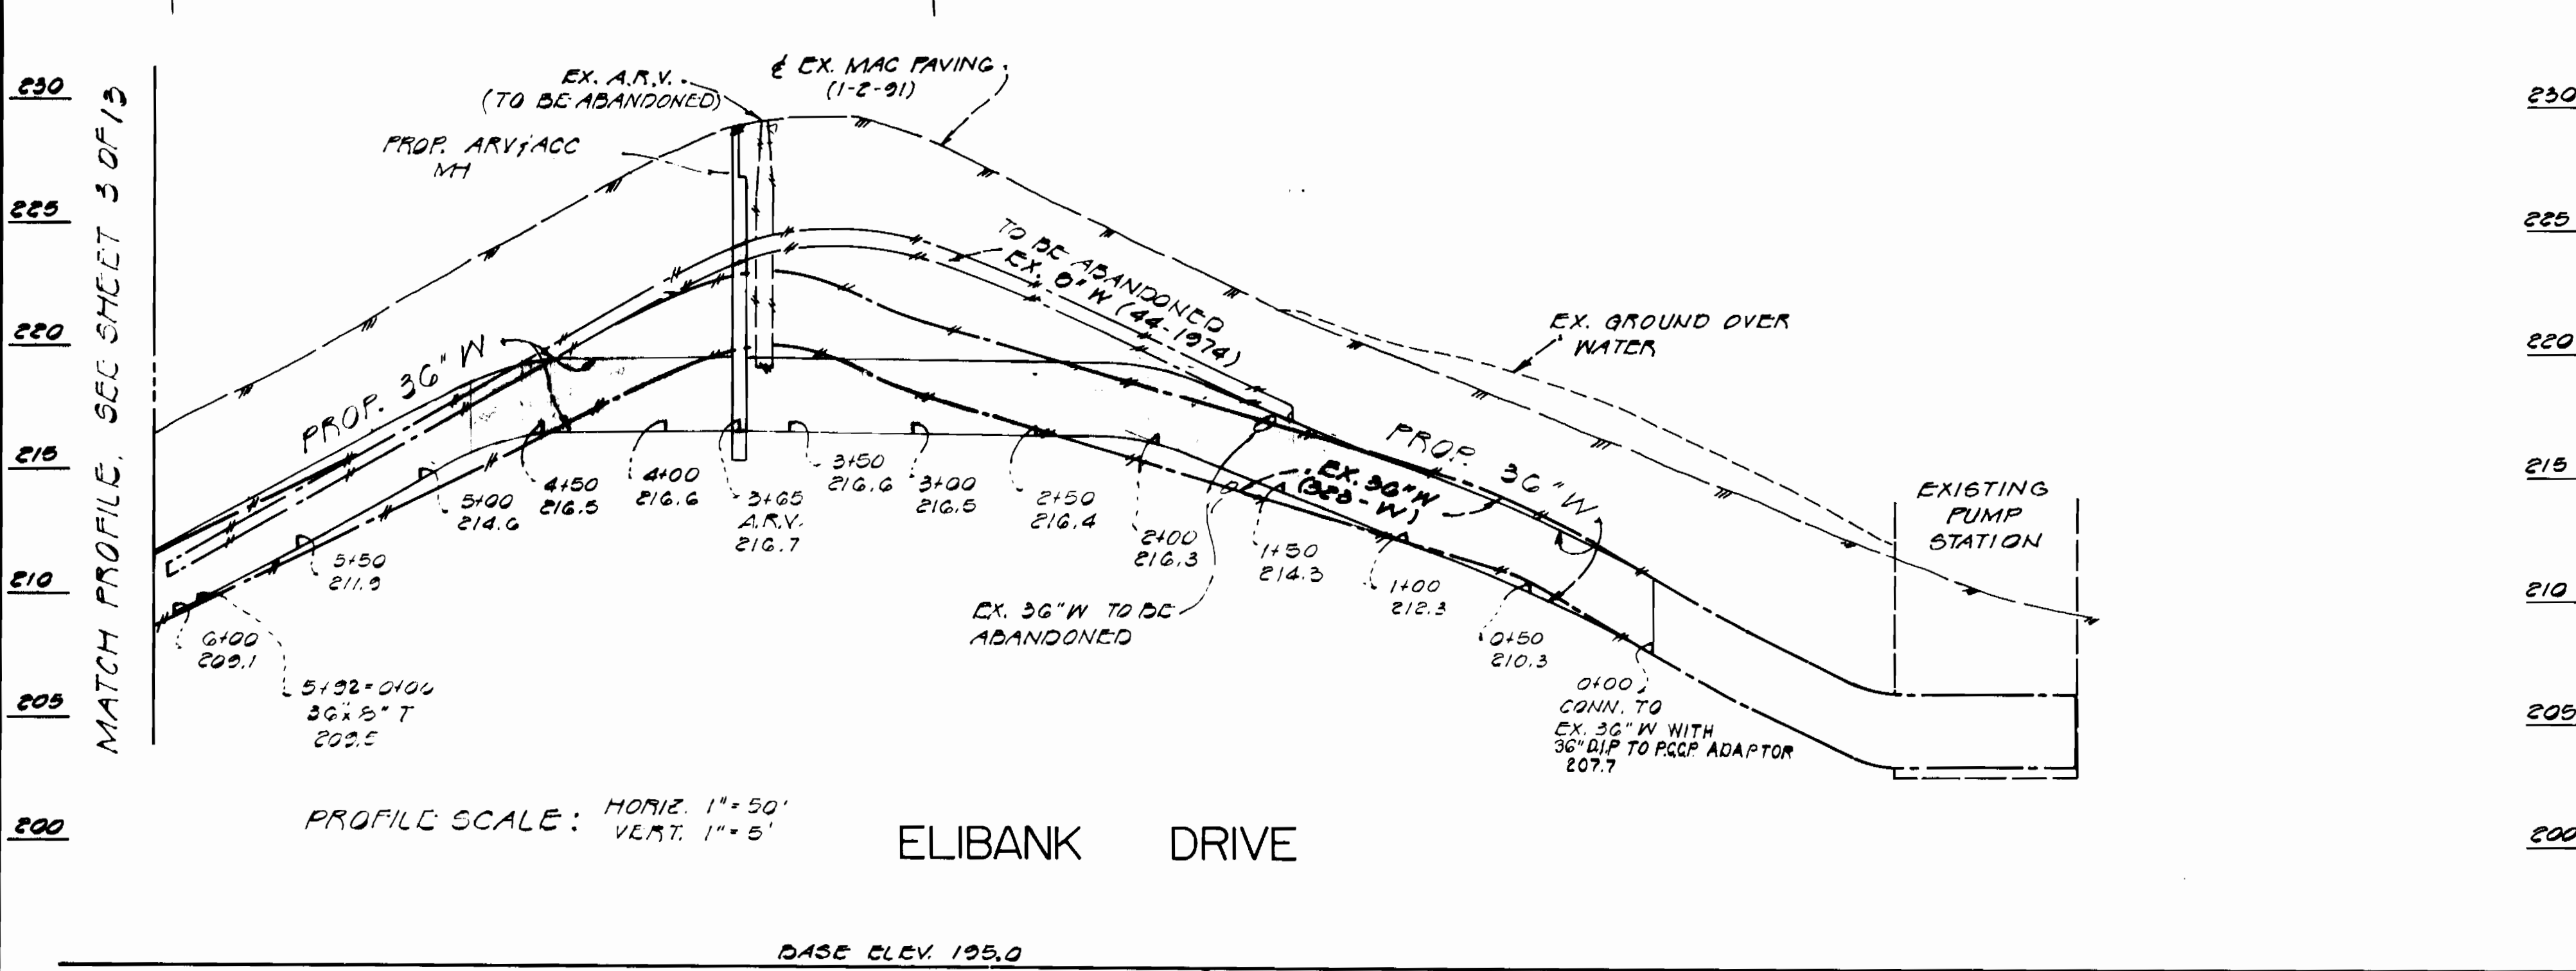 230
225
220
215
210
205
200
MATCH PROFILE, SEE SHEET 3 OF 13
EX. A.R.V.
(TO BE ABANDONED)
℄ EX. MAC PAVING
(1-2-91)
PROP. ARV & ACC
MH
PROP. 36" W
TO BE ABANDONED
EX. 8" W (44-1974)
EX. GROUND OVER
WATER
PROP. 36" W
EX. 36" W
(323-W)
EXISTING
PUMP
STATION
6+00
209.1
5+92=0+00
36"x8" T
209.5
5+50
211.9
5+00
214.6
4+50
216.5
4+00
216.6
3+65
A.R.V.
216.7
3+50
216.6
3+00
216.5
2+50
216.4
2+00
216.3
1+50
214.3
1+00
212.3
0+50
210.3
EX. 36" W TO BE
ABANDONED
0+00
CONN. TO
EX. 36" W WITH
36" D.I.P. TO P.C.C.P. ADAPTOR
207.7
230
225
220
215
210
205
200
PROFILE SCALE: HORIZ. 1"=50'
VERT. 1"=5'
ELIBANK DRIVE
BASE ELEV. 195.0